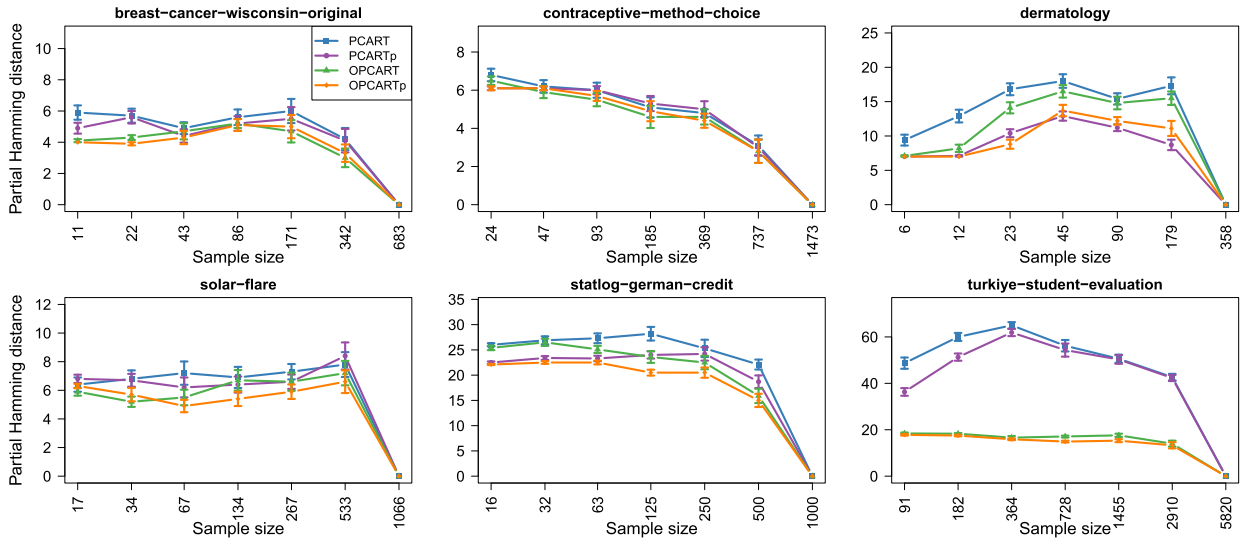 breast−cancer−wisconsin−original
Partial Hamming distance
10
8
6
4
2
0
PCART
PCARTp
OPCART
OPCARTp
11 22 43 86 171 342 683
Sample size
contraceptive−method−choice
8
6
4
2
0
24 47 93 185 369 737 1473
Sample size
dermatology
25
20
15
10
5
0
6 12 23 45 90 179 358
Sample size
solar−flare
Partial Hamming distance
12
10
8
6
4
2
0
17 34 67 134 267 533 1066
Sample size
statlog−german−credit
35
30
25
20
15
10
5
0
16 32 63 125 250 500 1000
Sample size
turkiye−student−evaluation
60
40
20
0
91 182 364 728 1455 2910 5820
Sample size